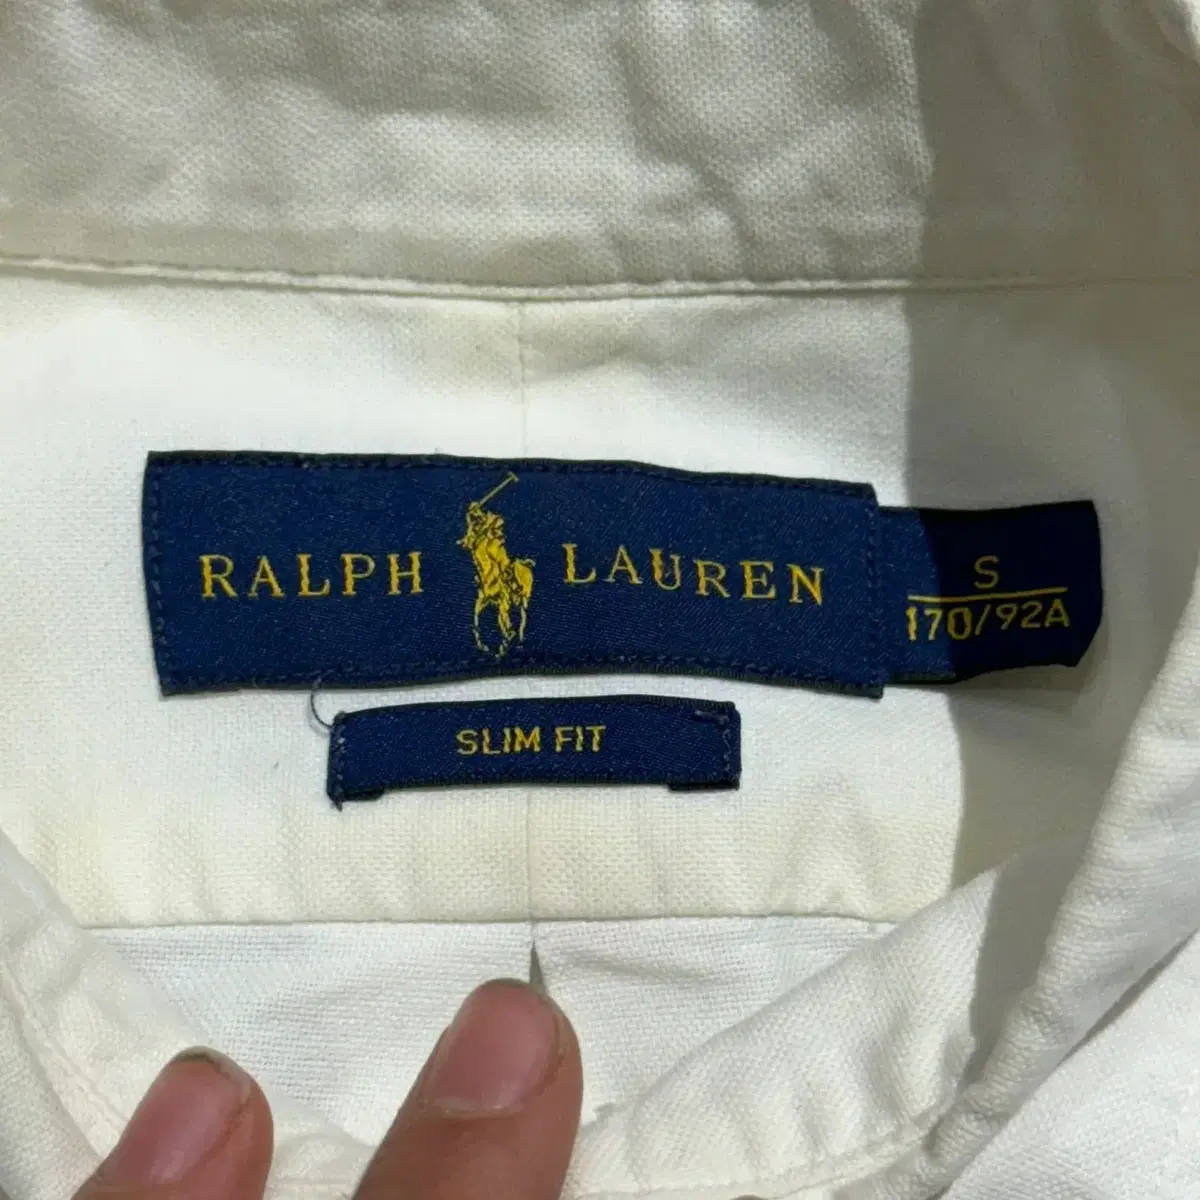 RALPH LAUREN
S
170/92A
SLIM FIT